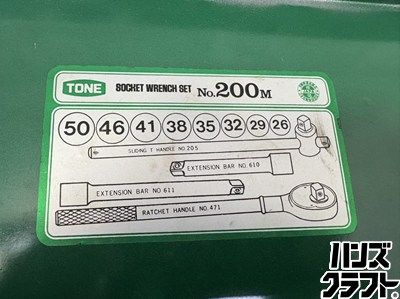 TONE SOCKET WRENCH SET No.200M
50 46 41 38 35 32 29 26
SLIDING T HANDLE NO.205
EXTENSION BAR NO.610
EXTENSION BAR NO.611
RATCHET HANDLE NO.471
ハンズ
クラフト。